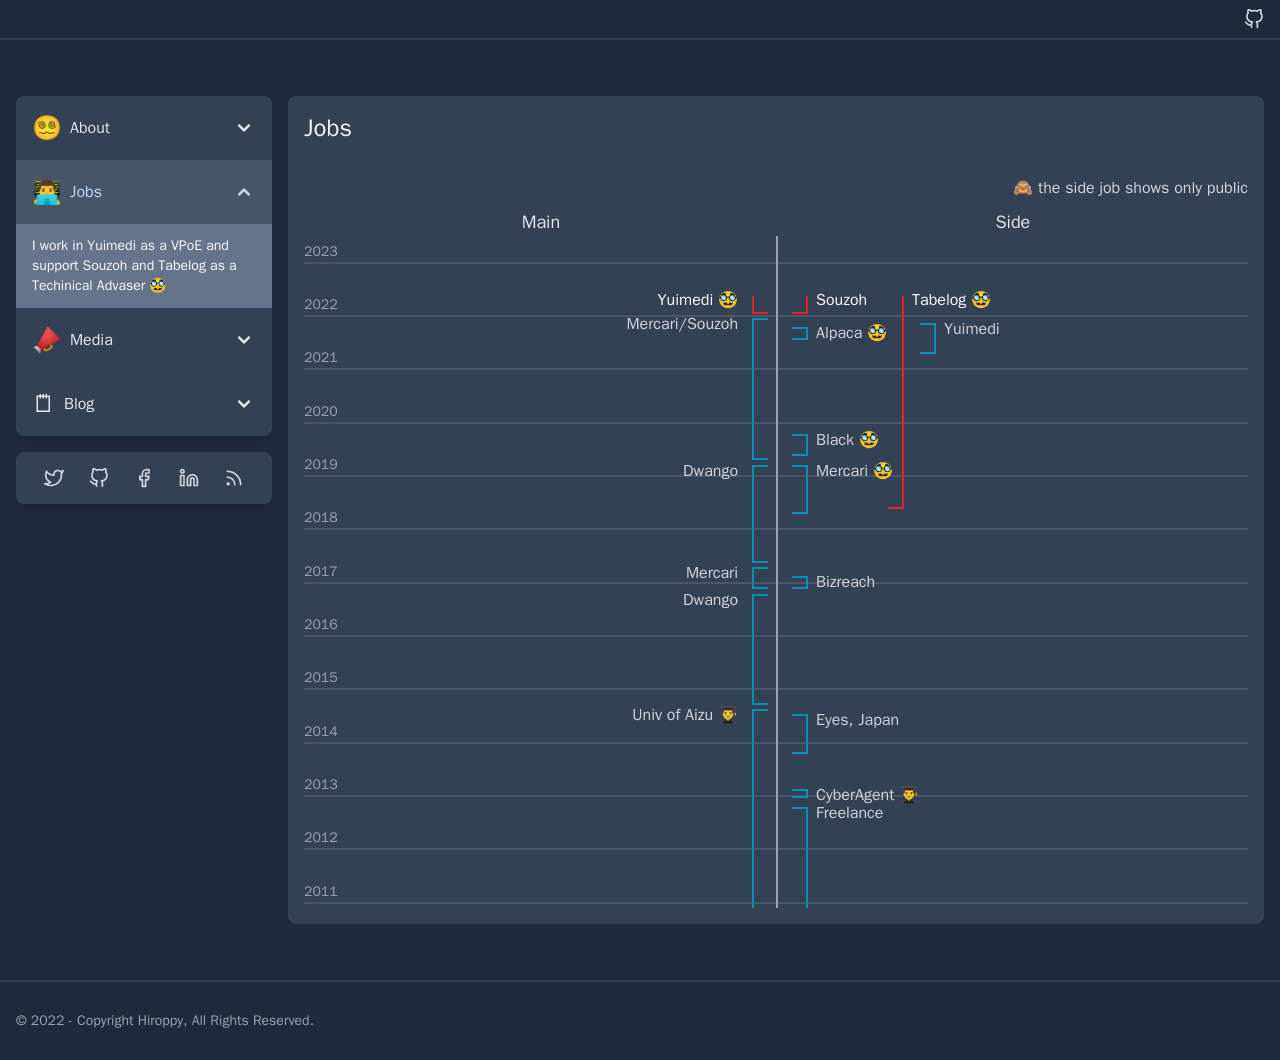 About
Jobs
I work in Yuimedi as a VPoE and
support Souzoh and Tabelog as a
Techinical Advaser 🥸
Media
Blog
Jobs
🙈 the side job shows only public
Main Side
2023
2022
Yuimedi 🥸 Souzoh Tabelog 🥸
Mercari/Souzoh Alpaca 🥸 Yuimedi
2021
2020
Black 🥸
2019
Dwango Mercari 🥸
2018
2017
Mercari Bizreach
Dwango
2016
2015
Univ of Aizu 👨‍🎓 Eyes, Japan
2014
2013
CyberAgent 👨‍🎓
Freelance
2012
2011
© 2022 - Copyright Hiroppy, All Rights Reserved.